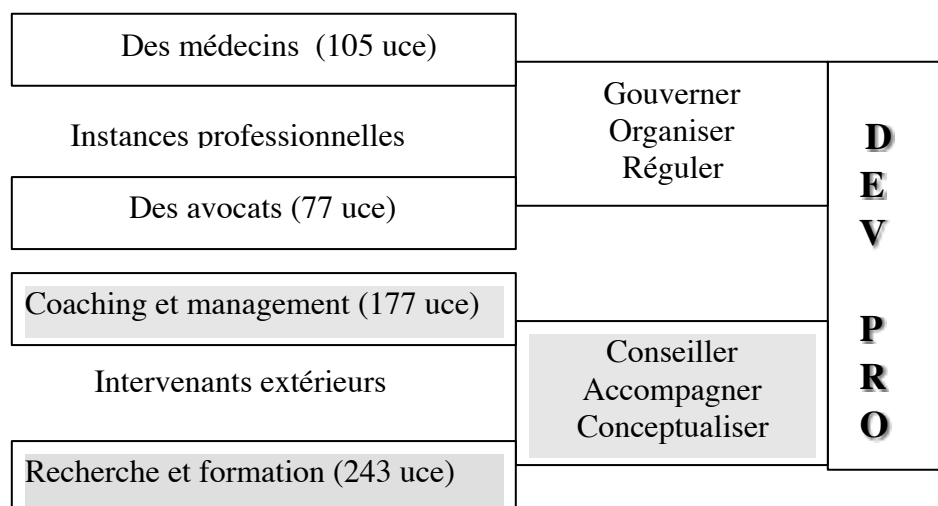 Des médecins (105 uce)
Instances professionnelles
Des avocats (77 uce)
Coaching et management (177 uce)
Intervenants extérieurs
Recherche et formation (243 uce)
Gouverner
Organiser
Réguler
Conseiller
Accompagner
Conceptualiser
D
E
V
P
R
O